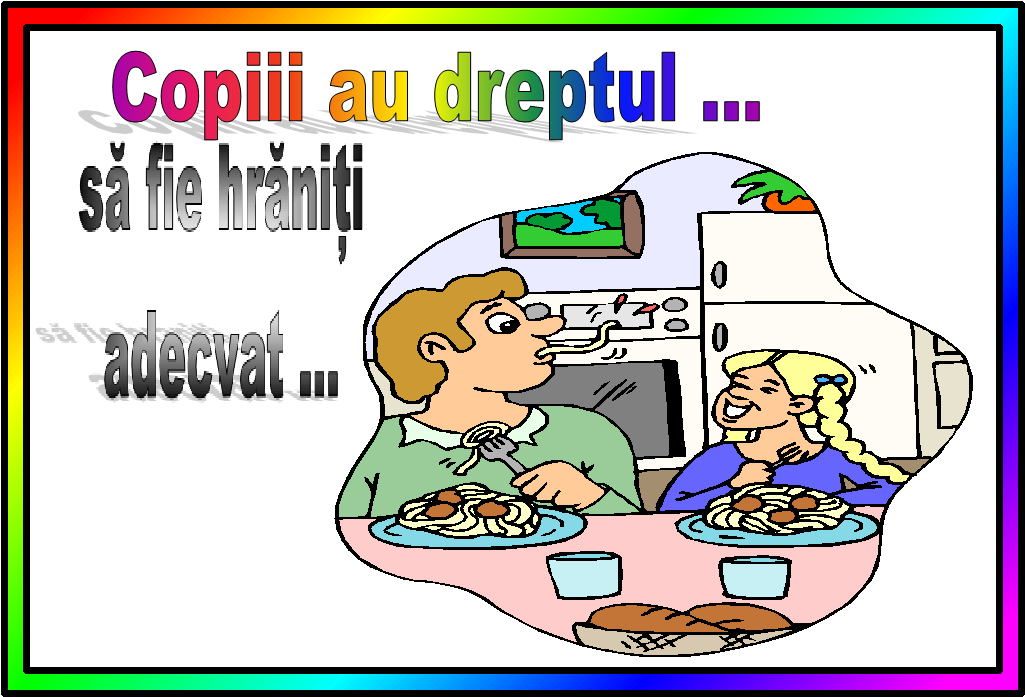 Copiii au dreptul ...
să fie hrăniți
adecvat ...